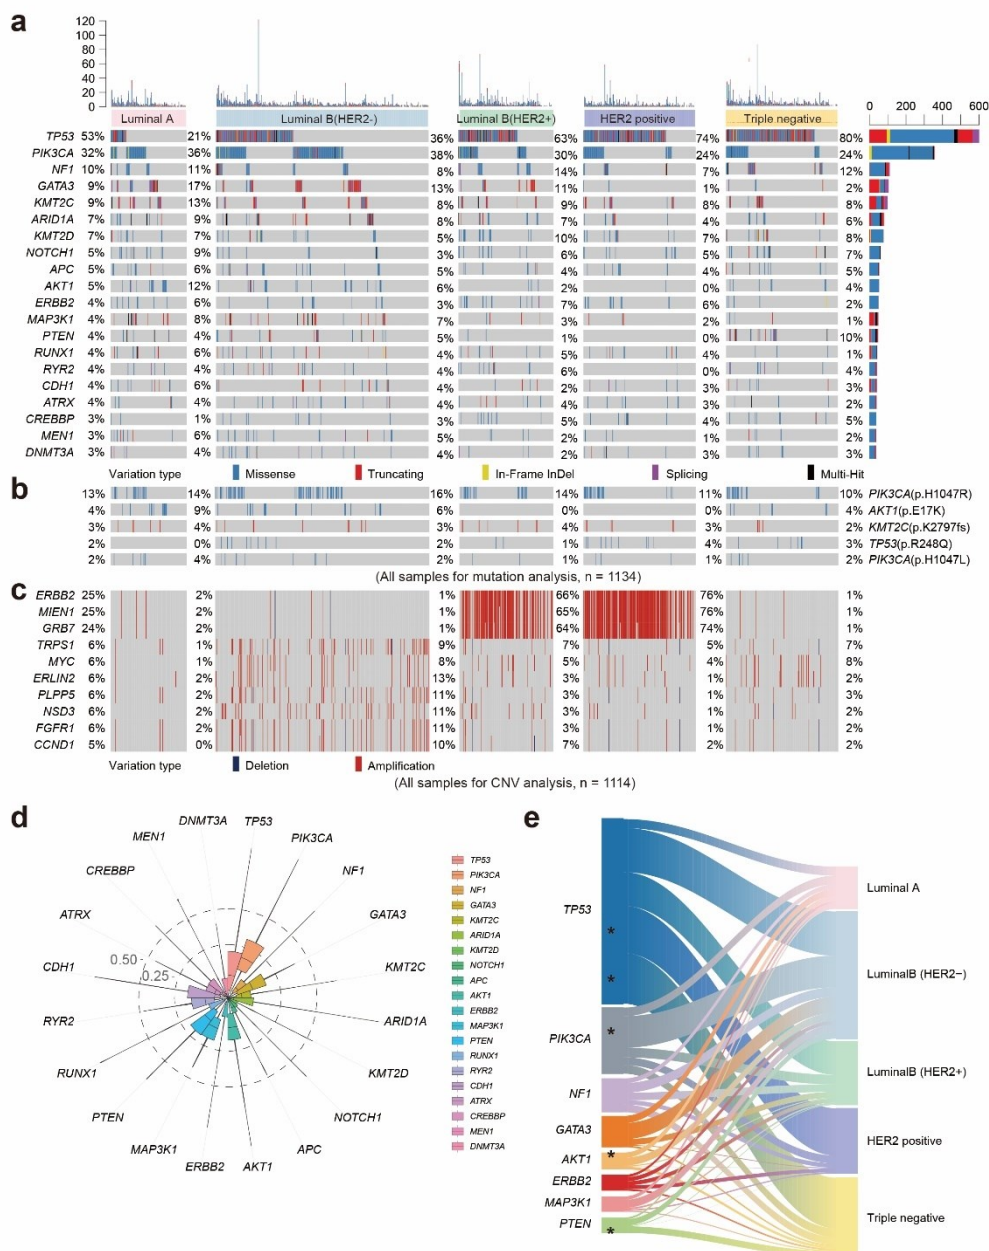 a
120
100
80
60
40
20
0
Luminal A Luminal B(HER2-) Luminal B(HER2+) HER2 positive Triple negative 0 200 400 600
TP53 53% 21% 36% 63% 74% 80%
PIK3CA 32% 36% 38% 30% 24% 24%
NF1 10% 11% 8% 14% 7% 12%
GATA3 9% 17% 13% 11% 1% 2%
KMT2C 9% 13% 8% 9% 8% 8%
ARID1A 7% 9% 8% 7% 4% 6%
KMT2D 7% 7% 5% 10% 7% 8%
NOTCH1 5% 9% 3% 6% 5% 7%
APC 5% 6% 4% 4% 4% 5%
AKT1 5% 12% 6% 2% 0% 4%
ERBB2 4% 6% 3% 7% 6% 2%
MAP3K1 4% 8% 7% 3% 2% 1%
PTEN 4% 4% 5% 1% 0% 10%
RUNX1 4% 6% 4% 5% 4% 1%
RYR2 4% 4% 4% 6% 0% 4%
CDH1 4% 6% 4% 2% 3% 3%
ATRX 4% 4% 4% 4% 3% 2%
CREBBP 3% 1% 3% 5% 4% 5%
MEN1 3% 6% 5% 2% 1% 2%
DNMT3A 3% 4% 4% 2% 3% 3%
Variation type Missense Truncating In-Frame InDel Splicing Multi-Hit
b
13% 14% 16% 14% 11% 10% PIK3CA(p.H1047R)
4% 9% 6% 0% 0% 4% AKT1(p.E17K)
3% 4% 3% 4% 3% 2% KMT2C(p.K2797fs)
2% 0% 2% 1% 4% 3% TP53(p.R248Q)
2% 4% 2% 1% 1% 2% PIK3CA(p.H1047L)
(All samples for mutation analysis, n = 1134)
c
ERBB2 25% 2% 1% 66% 76% 1%
MIEN1 25% 2% 1% 65% 76% 1%
GRB7 24% 2% 1% 64% 74% 1%
TRPS1 6% 1% 9% 7% 5% 7%
MYC 6% 1% 8% 5% 4% 8%
ERLIN2 6% 2% 13% 3% 1% 2%
PLPP5 6% 2% 11% 3% 1% 3%
NSD3 6% 2% 11% 3% 1% 2%
FGFR1 6% 2% 11% 3% 1% 2%
CCND1 5% 0% 10% 7% 2% 2%
Variation type Deletion Amplification
(All samples for CNV analysis, n = 1114)
d
DNMT3A TP53
MEN1 PIK3CA
CREBBP NF1
ATRX GATA3
CDH1 KMT2C
RYR2 ARID1A
RUNX1 KMT2D
PTEN NOTCH1
MAP3K1 APC
ERBB2 AKT1
0.50
0.25
TP53
PIK3CA
NF1
GATA3
KMT2C
ARID1A
KMT2D
NOTCH1
APC
AKT1
ERBB2
MAP3K1
PTEN
RUNX1
RYR2
CDH1
ATRX
CREBBP
MEN1
DNMT3A
e
TP53
*
*
PIK3CA *
NF1
GATA3
AKT1 *
ERBB2
MAP3K1
PTEN *
Luminal A
LuminalB (HER2−)
LuminalB (HER2+)
HER2 positive
Triple negative